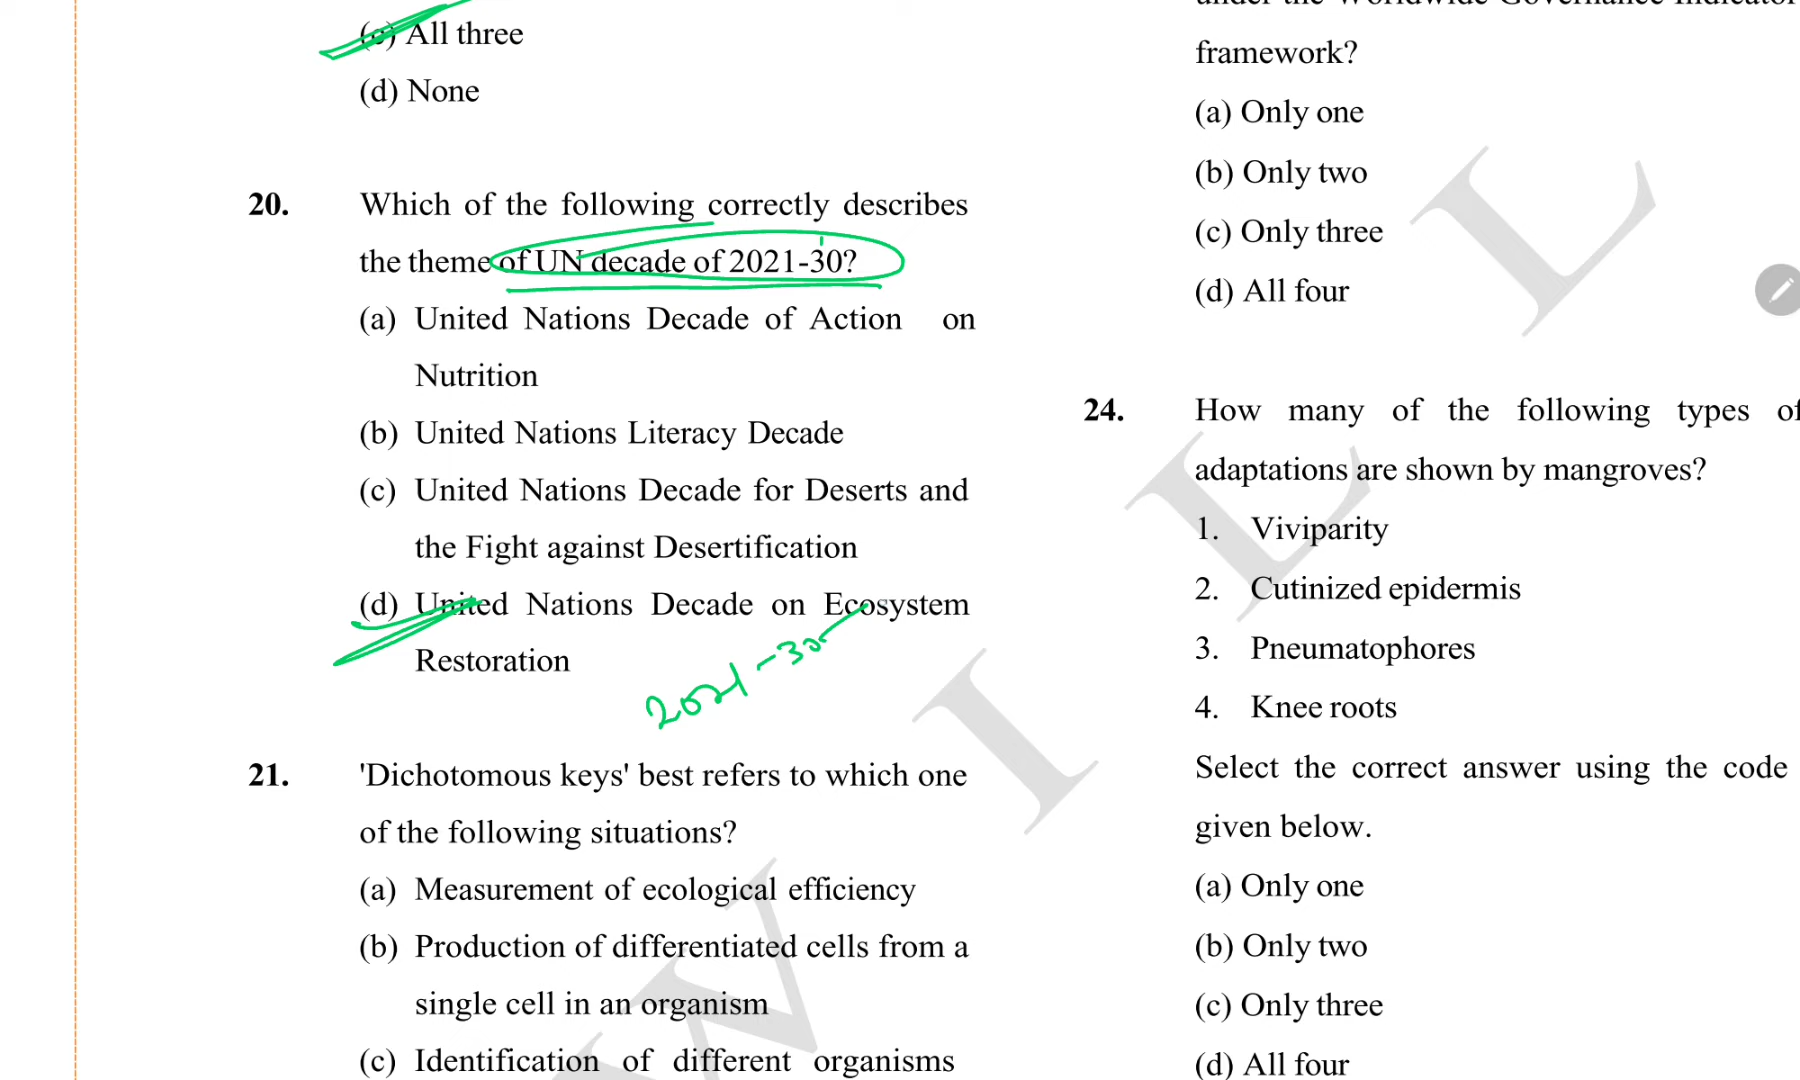 (c) All three
(d) None
20. Which of the following correctly describes
the theme of UN decade of 2021-30?
(a) United Nations Decade of Action on
Nutrition
(b) United Nations Literacy Decade
(c) United Nations Decade for Deserts and
the Fight against Desertification
(d) United Nations Decade on Ecosystem
Restoration
2021-30
21. 'Dichotomous keys' best refers to which one
of the following situations?
(a) Measurement of ecological efficiency
(b) Production of differentiated cells from a
single cell in an organism
(c) Identification of different organisms
under the Worldwide Governance Indicator
framework?
(a) Only one
(b) Only two
(c) Only three
(d) All four
24. How many of the following types of
adaptations are shown by mangroves?
1. Viviparity
2. Cutinized epidermis
3. Pneumatophores
4. Knee roots
Select the correct answer using the code
given below.
(a) Only one
(b) Only two
(c) Only three
(d) All four
WILL